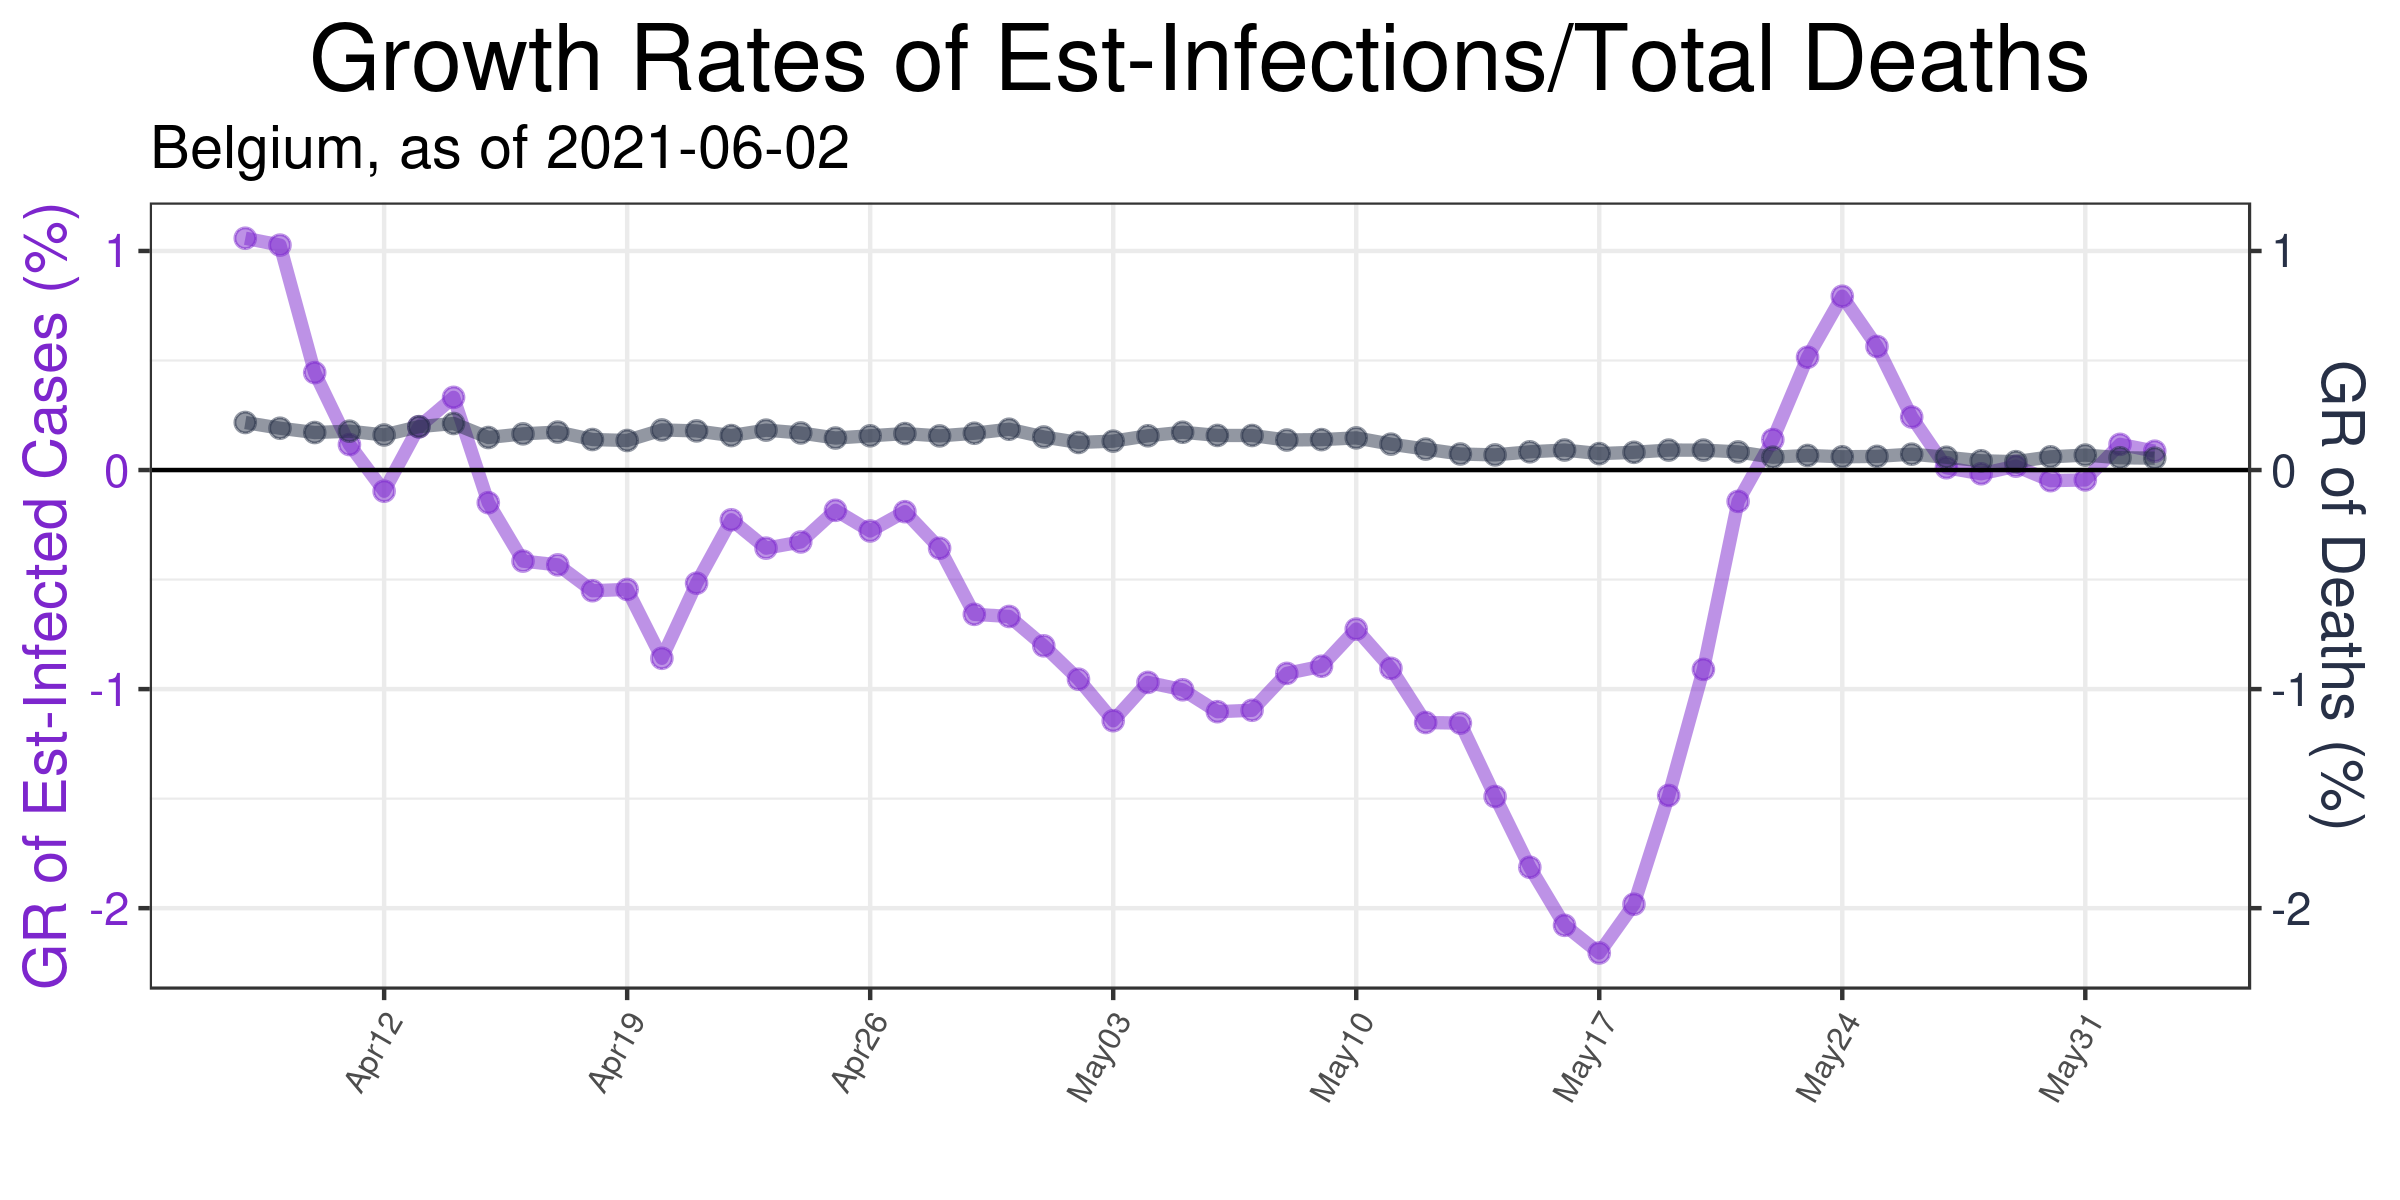 Growth Rates of Est-Infections/Total Deaths
Belgium, as of 2021-06-02
GR of Est-Infected Cases (%)
1
0
-1
-2
1
0
-1
-2
GR of Deaths (%)
Apr12
Apr19
Apr26
May03
May10
May17
May24
May31